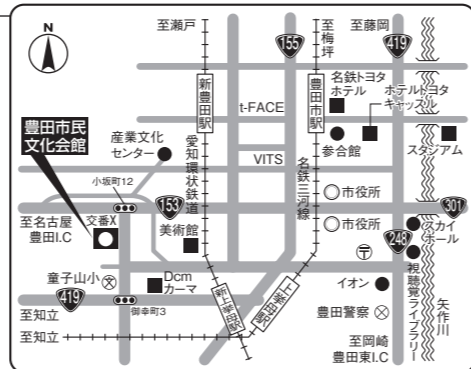 N
至瀬戸
155
至梅坪
至藤岡
419
新豊田駅
豊田市駅
名鉄トヨタ
ホテル
ホテルトヨタ
キャッスル
t-FACE
豊田市民
文化会館
産業文化
センター
愛知環状鉄道
VITS
名鉄三河線
参合館
スタジアム
小坂町12
153
市役所
301
至名古屋
豊田I.C
交番X
美術館
市役所
248
スカイ
ホール
視聴覚ライブラリー
矢作川
童子山小
文
Dcm
カーマ
新上挙母駅
上挙母駅
〒
イオン
419
御幸町3
豊田警察
至知立
至知立
至岡崎
豊田東I.C